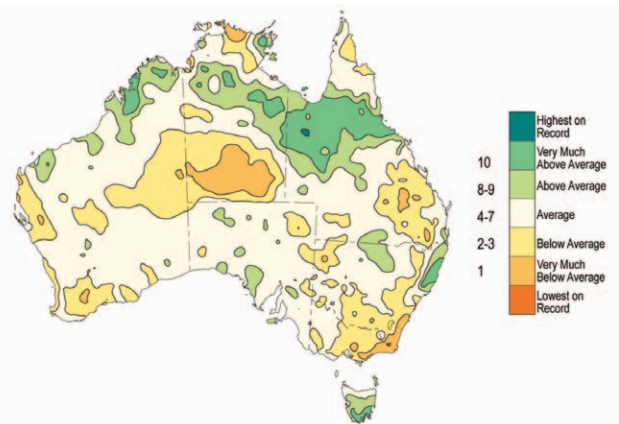 Highest on
Record
10
Very Much
Above Average
8-9
Above Average
4-7
Average
2-3
Below Average
1
Very Much
Below Average
Lowest on
Record